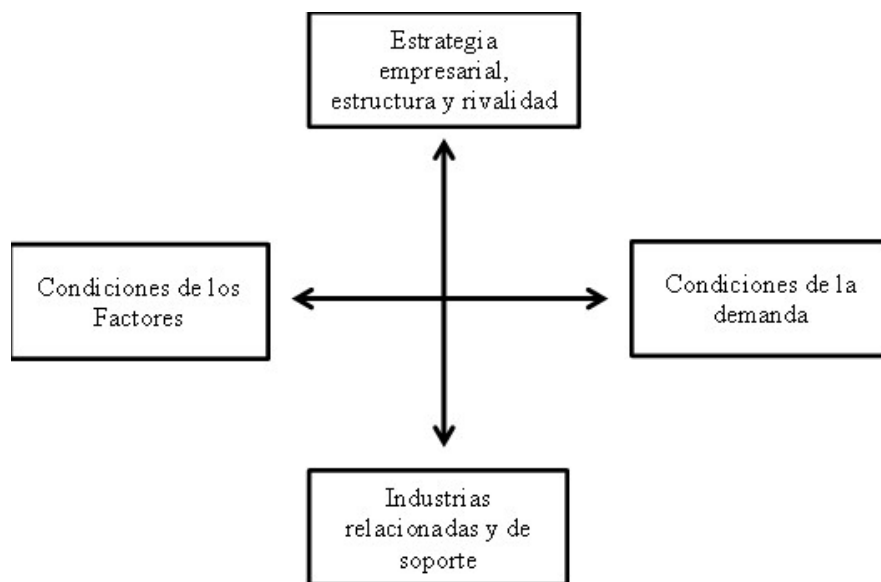 Estrategia
empresarial,
estructura y rivalidad
Condiciones de los
Factores
Condiciones de la
demanda
Industrias
relacionadas y de
soporte